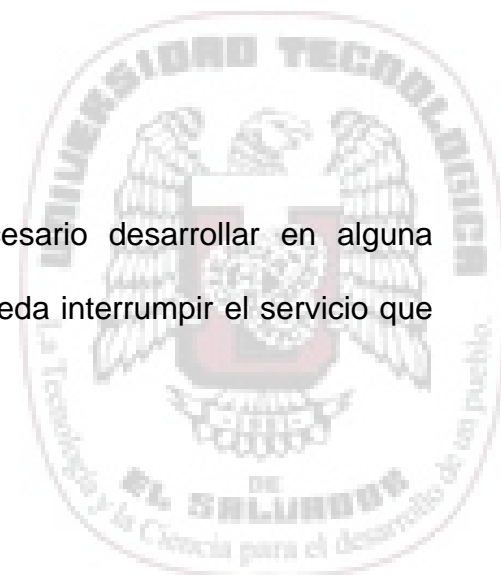 UNIVERSIDAD TECNOLOGICA
cesario desarrollar en alguna
eda interrumpir el servicio que
DE
EL SALVADOR
La Tecnología y la Ciencia para el desarrollo de un pueblo.